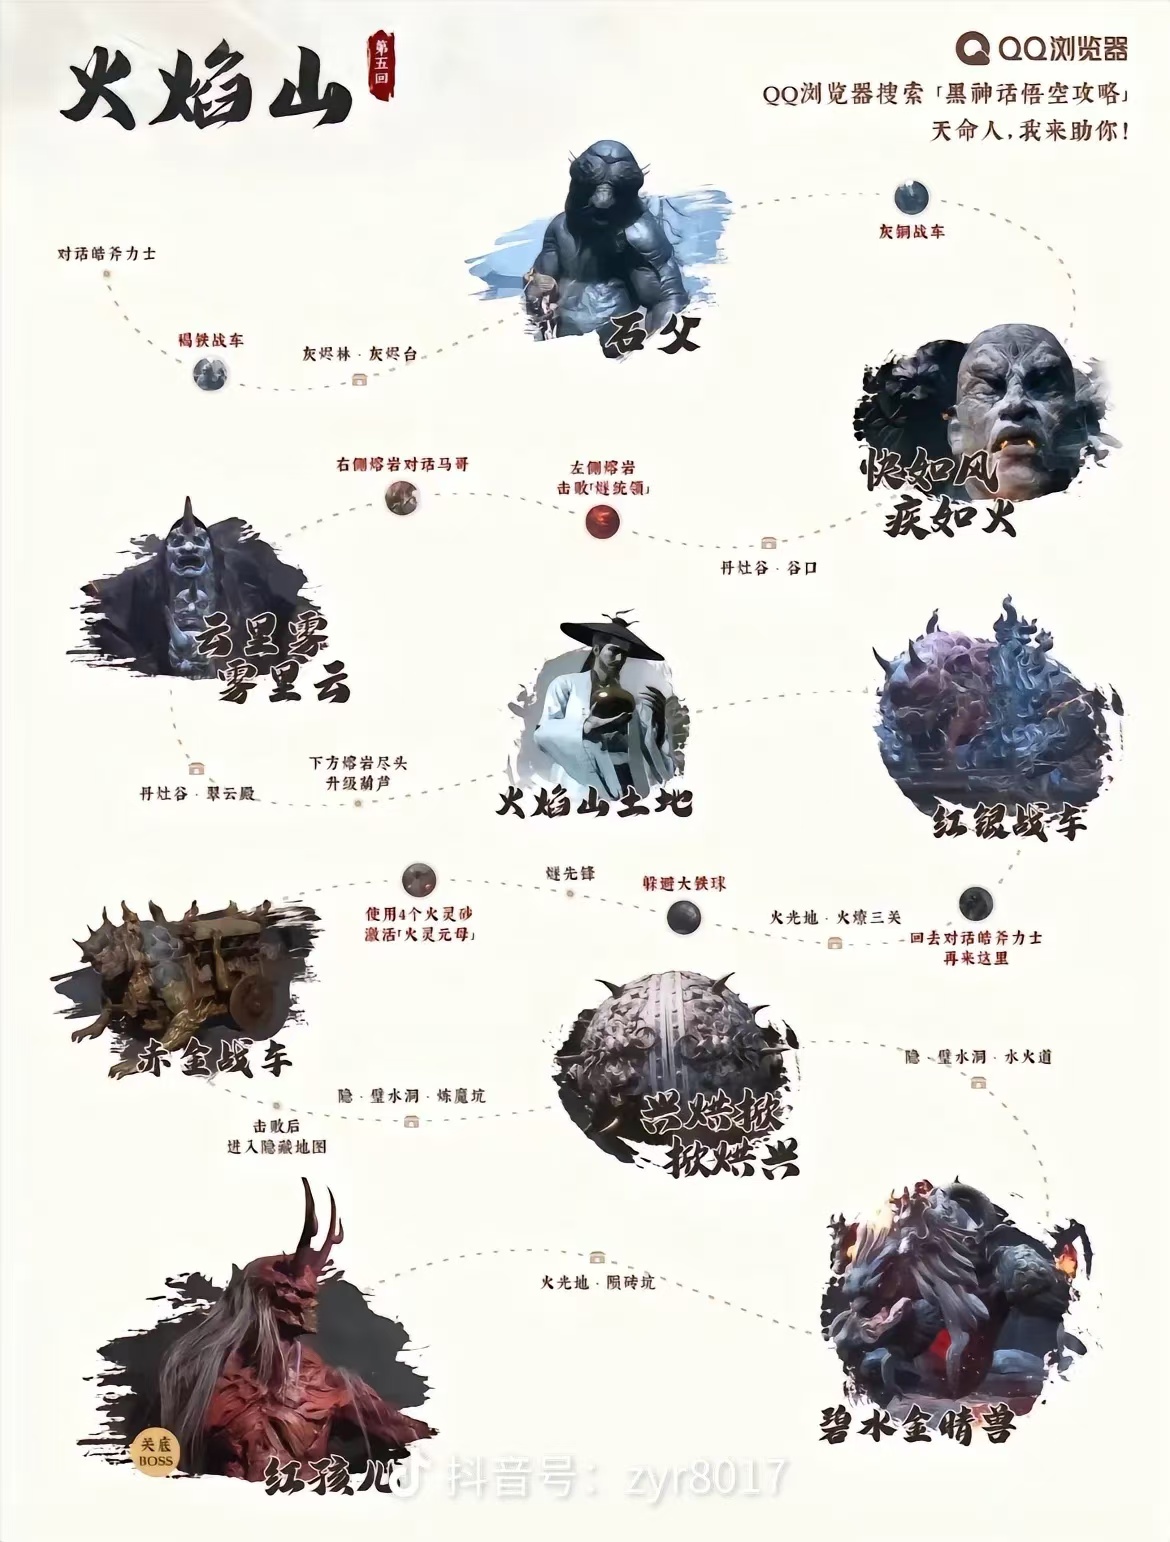 火焰山
第五回
QQ浏览器
QQ浏览器搜索「黑神话悟空攻略」
天命人,我来助你!
对话皓斧力士
褐铁战车
灰烬林·灰烬台
石父
灰铜战车
快如风
疾如火
丹灶谷·谷口
左侧熔岩
击败「燧统领」
右侧熔岩对话马哥
云里雾
雾里云
丹灶谷·翠云殿
下方熔岩尽头
升级葫芦
火焰山土地
红银战车
回去对话皓斧力士
再来这里
火光地·火燎三关
躲避大铁球
燧先锋
使用4个火灵砂
激活「火灵元母」
赤金战车
击败后
进入隐藏地图
隐·璧水洞·炼魔坑
兴烘掀
掀烘兴
隐·璧水洞·水火道
碧水金睛兽
火光地·陨砖坑
红孩儿
关底
BOSS
抖音号：zyr8017